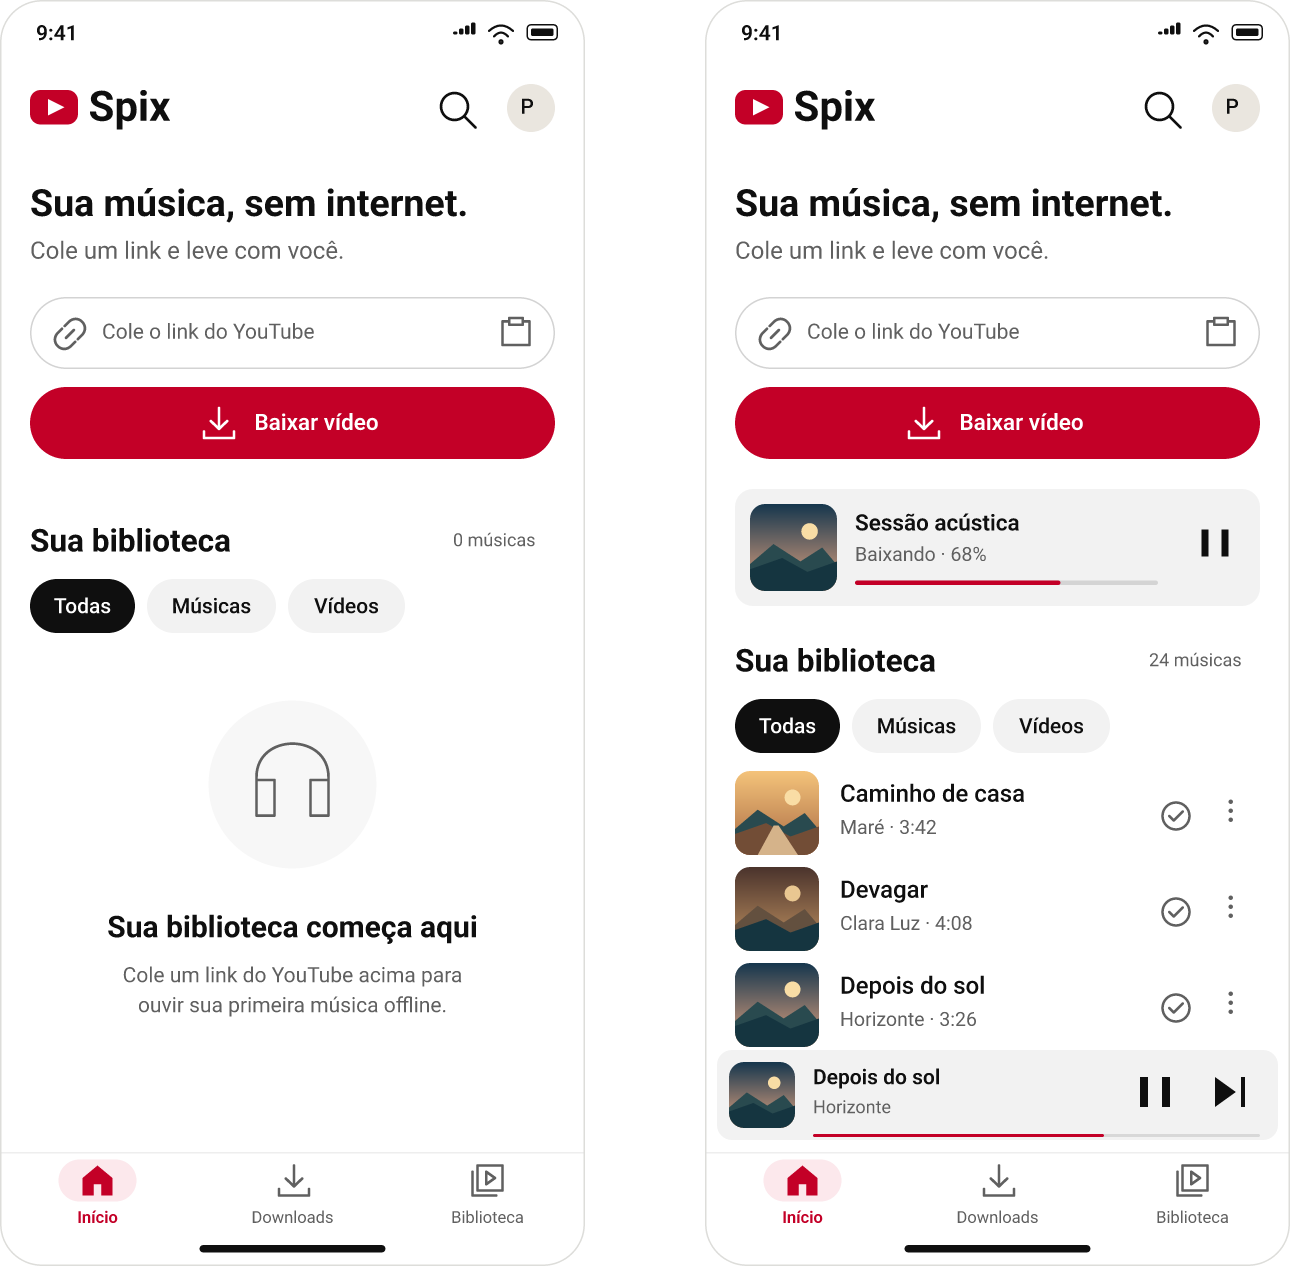 9:41
Spix
P
Sua música, sem internet.
Cole um link e leve com você.
Cole o link do YouTube
Baixar vídeo
Sua biblioteca
0 músicas
Todas
Músicas
Vídeos
Sua biblioteca começa aqui
Cole um link do YouTube acima para
ouvir sua primeira música offline.
Início
Downloads
Biblioteca
9:41
Spix
P
Sua música, sem internet.
Cole um link e leve com você.
Cole o link do YouTube
Baixar vídeo
Sessão acústica
Baixando · 68%
Sua biblioteca
24 músicas
Todas
Músicas
Vídeos
Caminho de casa
Maré · 3:42
Devagar
Clara Luz · 4:08
Depois do sol
Horizonte · 3:26
Depois do sol
Horizonte
Início
Downloads
Biblioteca